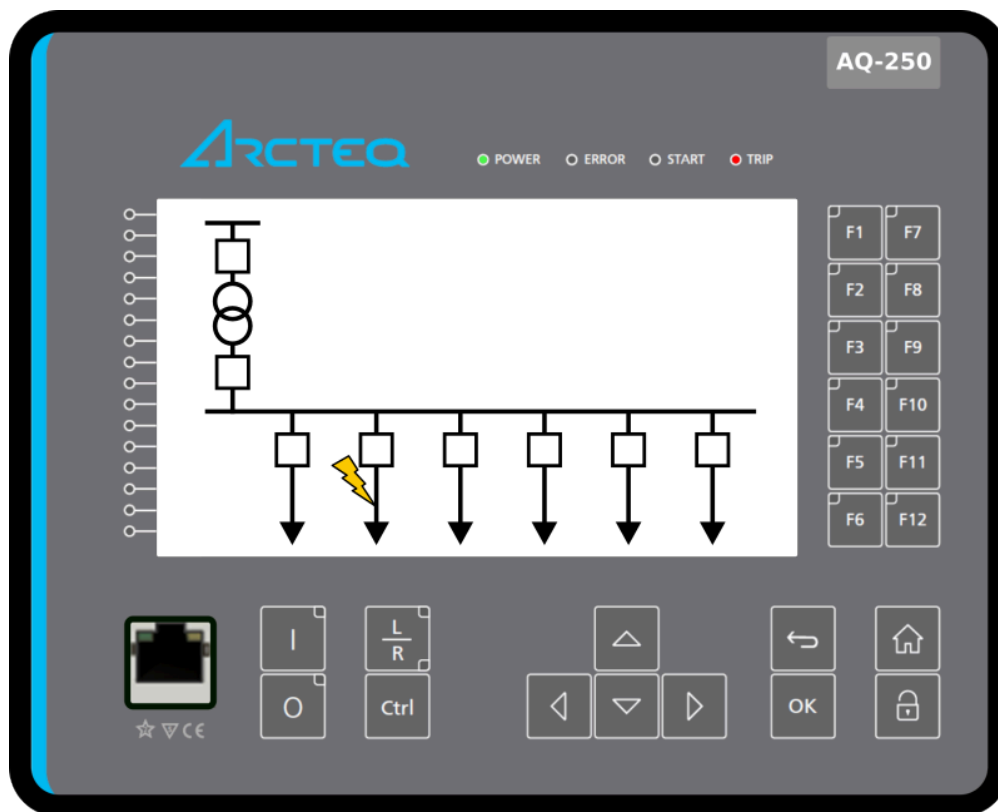 AQ-250
ARCTEQ
POWER ERROR START TRIP
F1 F7
F2 F8
F3 F9
F4 F10
F5 F11
F6 F12
I
L
R
O
Ctrl
OK
CE